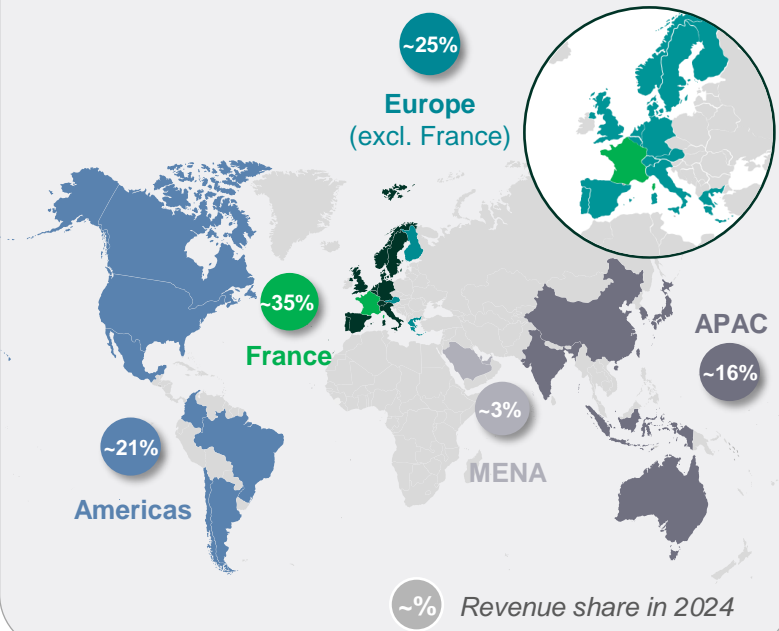 ~25%
Europe
(excl. France)
~35%
France
APAC
~16%
~3%
MENA
~21%
Americas
~% Revenue share in 2024